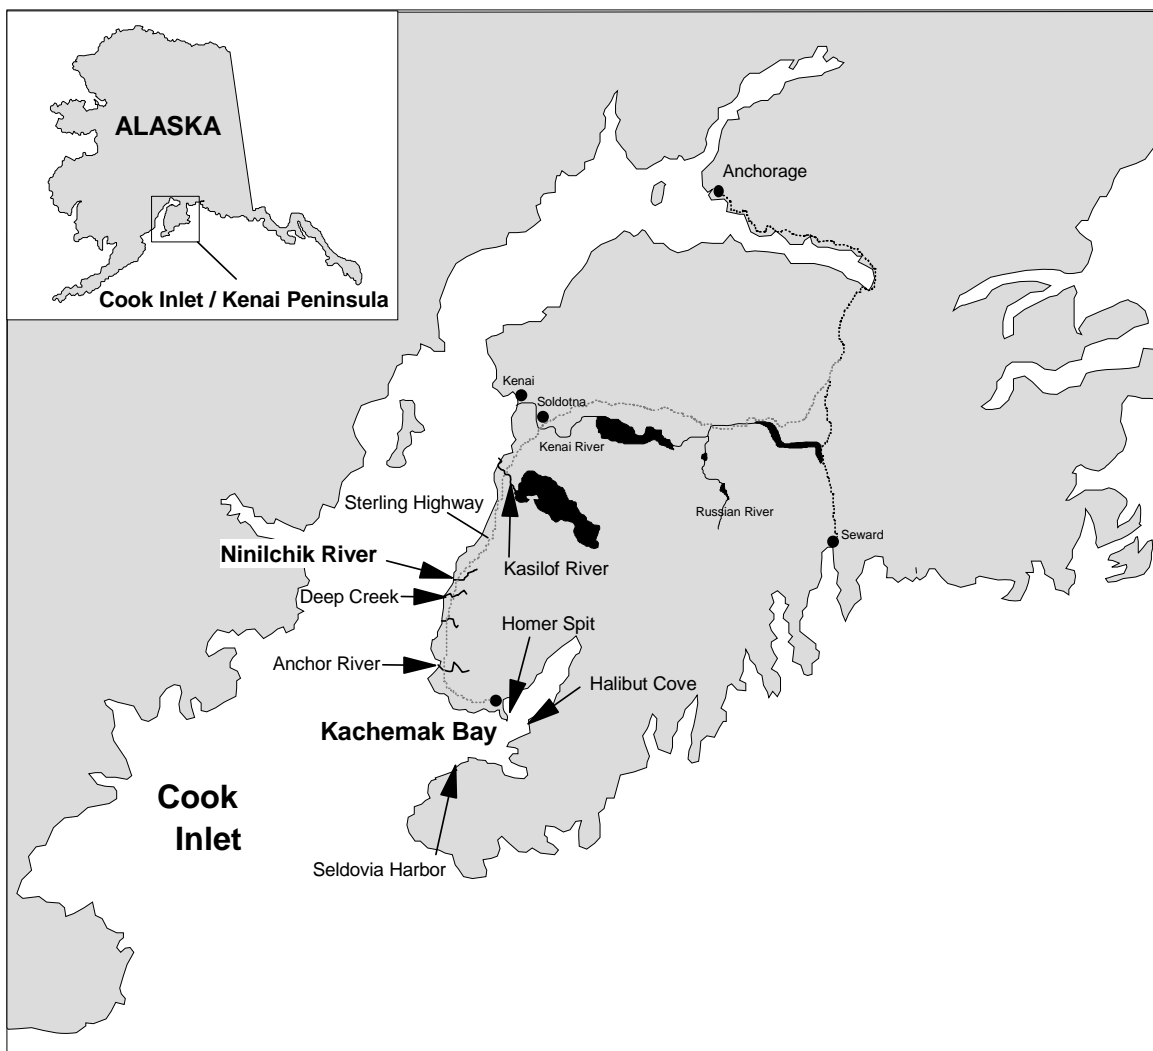 ALASKA
Cook Inlet / Kenai Peninsula
Anchorage
Kenai
Soldotna
Kenai River
Sterling Highway
Russian River
Seward
Ninilchik River
Kasilof River
Deep Creek
Homer Spit
Anchor River
Halibut Cove
Kachemak Bay
Cook
Inlet
Seldovia Harbor